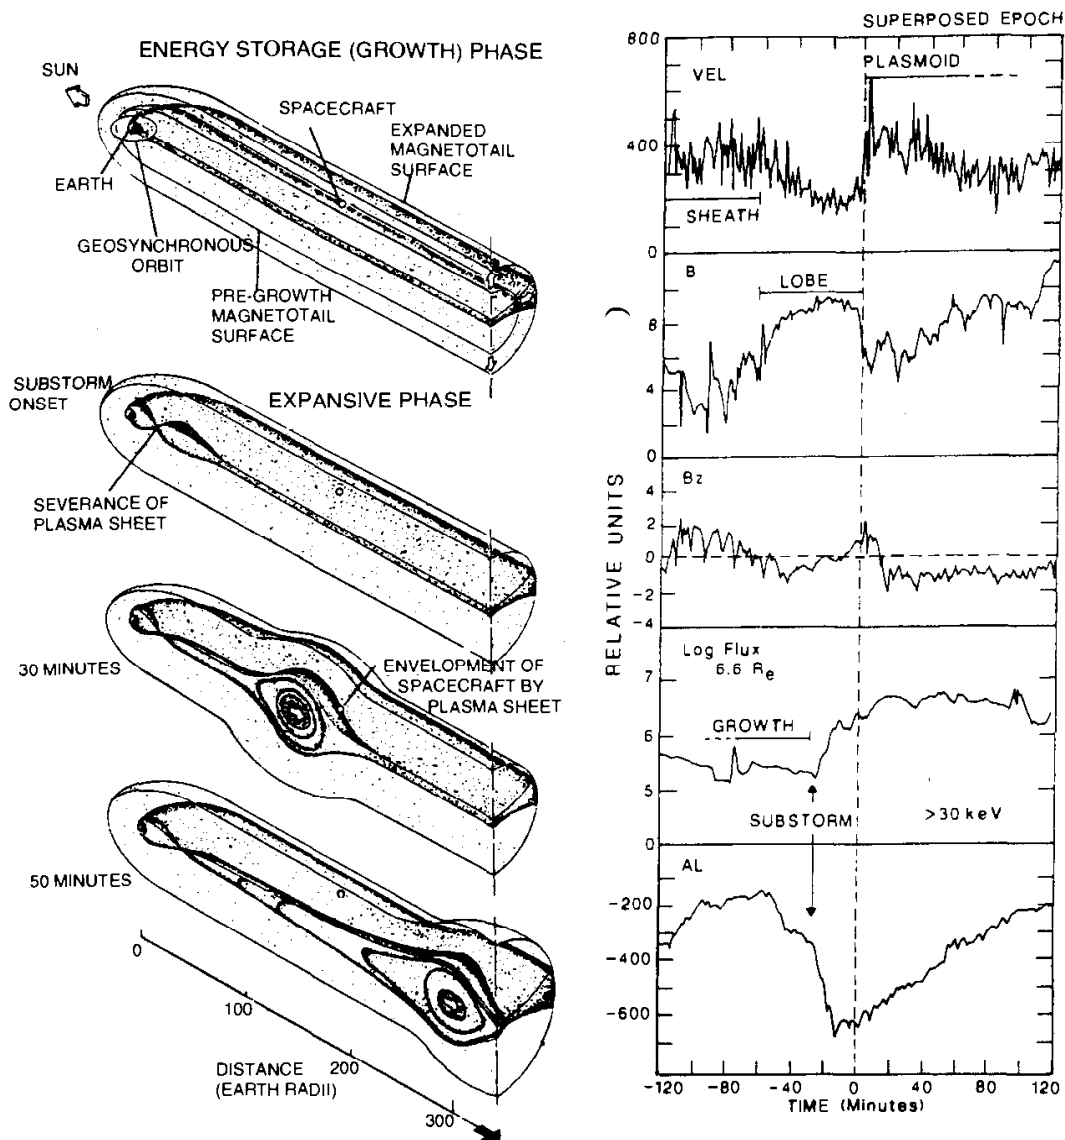 ENERGY STORAGE (GROWTH) PHASE
SUN
SPACECRAFT
EXPANDED
MAGNETOTAIL
SURFACE
EARTH
GEOSYNCHRONOUS
ORBIT
PRE-GROWTH
MAGNETOTAIL
SURFACE
SUBSTORM
ONSET
EXPANSIVE PHASE
SEVERANCE OF
PLASMA SHEET
30 MINUTES
ENVELOPMENT OF
SPACECRAFT BY
PLASMA SHEET
50 MINUTES
0
100
200
300
DISTANCE
(EARTH RADII)
SUPERPOSED EPOCH
800
VEL
PLASMOID
400
SHEATH
0
B
LOBE
8
4
0
Bz
4
2
0
-2
-4
RELATIVE UNITS
)
Log Flux
6.6 Re
7
GROWTH
6
5
SUBSTORM
>30 keV
0
AL
-200
-400
-600
-120
-80
-40
0
40
80
120
TIME (Minutes)